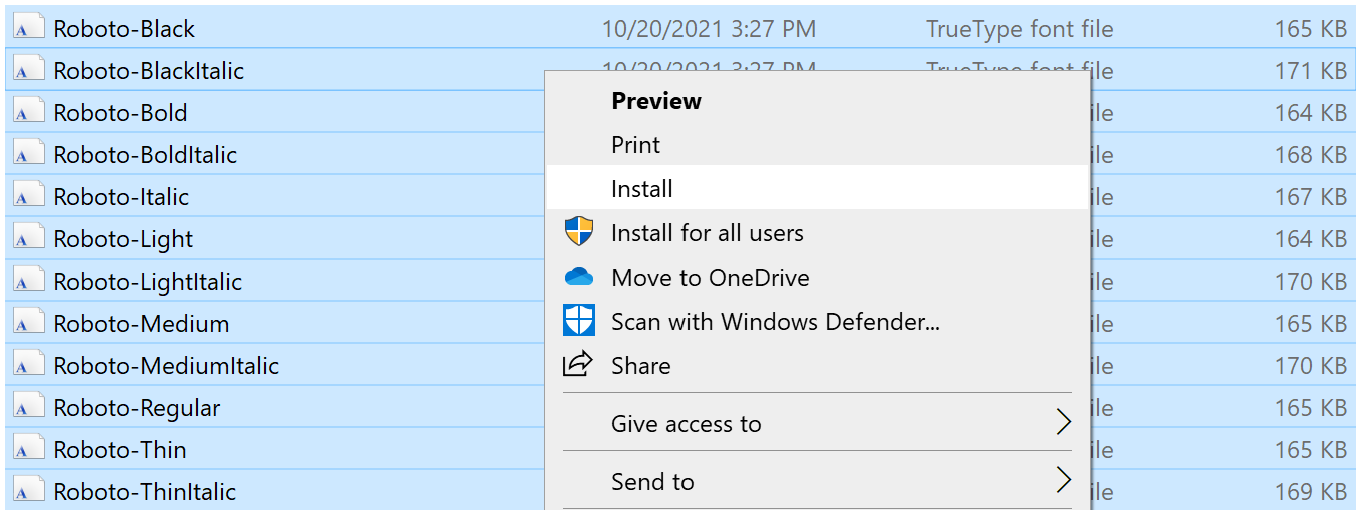 Roboto-Black 10/20/2021 3:27 PM TrueType font file 165 KB
Roboto-BlackItalic 10/20/2021 3:27 PM TrueType font file 171 KB
Preview
Roboto-Bold ile 164 KB
Print
Roboto-BoldItalic ile 168 KB
Install
Roboto-Italic ile 167 KB
Install for all users
Roboto-Light ile 164 KB
Move to OneDrive
Roboto-LightItalic ile 170 KB
Scan with Windows Defender...
Roboto-Medium ile 165 KB
Share
Roboto-MediumItalic ile 170 KB
Roboto-Regular ile 165 KB
Give access to
Roboto-Thin ile 165 KB
Send to
Roboto-ThinItalic ile 169 KB